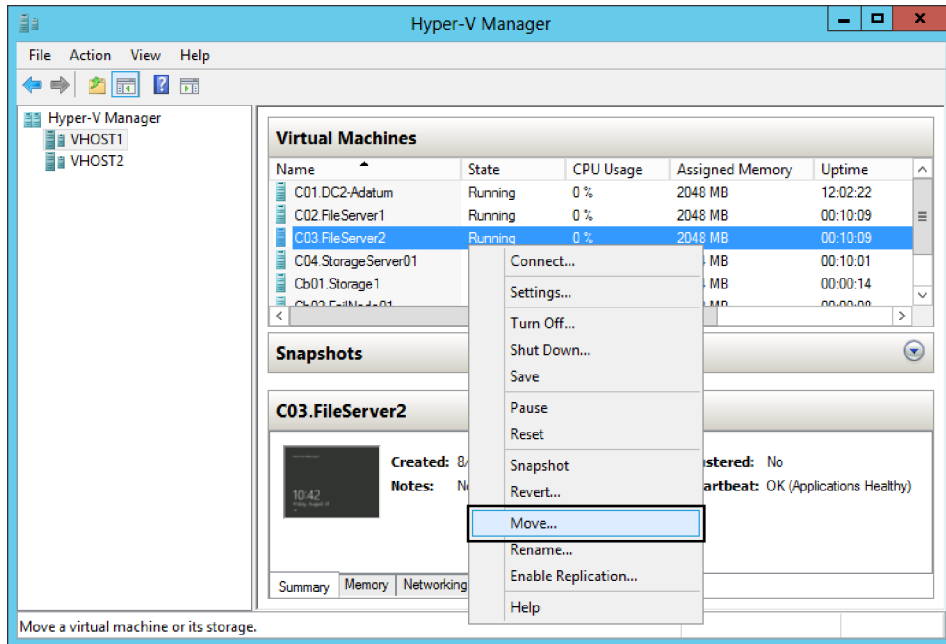 Hyper-V Manager
File Action View Help
Hyper-V Manager
VHOST1
VHOST2
Virtual Machines
Name State CPU Usage Assigned Memory Uptime
C01.DC2-Adatum Running 0 % 2048 MB 12:02:22
C02.FileServer1 Running 0 % 2048 MB 00:10:09
C03.FileServer2 Running 0 % 2048 MB 00:10:09
C04.StorageServer01 MB 00:10:01
Cb01.Storage1 MB 00:00:14
Connect...
Settings...
Turn Off...
Shut Down...
Save
Pause
Reset
Snapshot
Revert...
Move...
Rename...
Enable Replication...
Help
Snapshots
C03.FileServer2
Created: 8/
Notes:
No
OK (Applications Healthy)
10:42
Summary Memory Networking
Move a virtual machine or its storage.